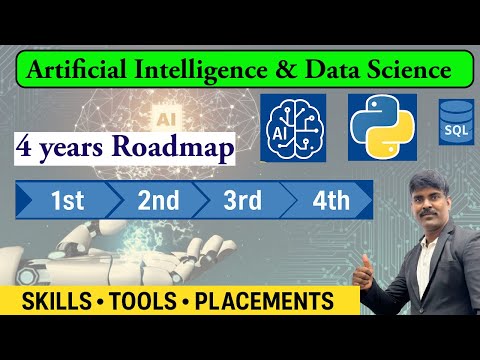 Artificial Intelligence & Data Science
AI
4 years Roadmap
AI
SQL
1st 2nd 3rd 4th
SKILLS • TOOLS • PLACEMENTS